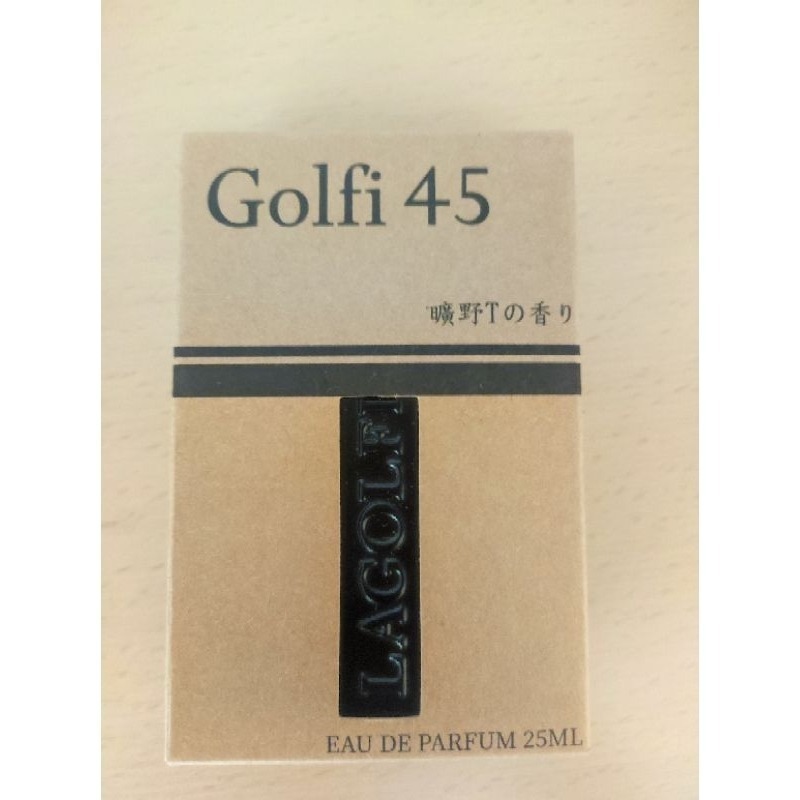 Golfi 45
曠野Tの香り
LAGOLFI
EAU DE PARFUM 25ML